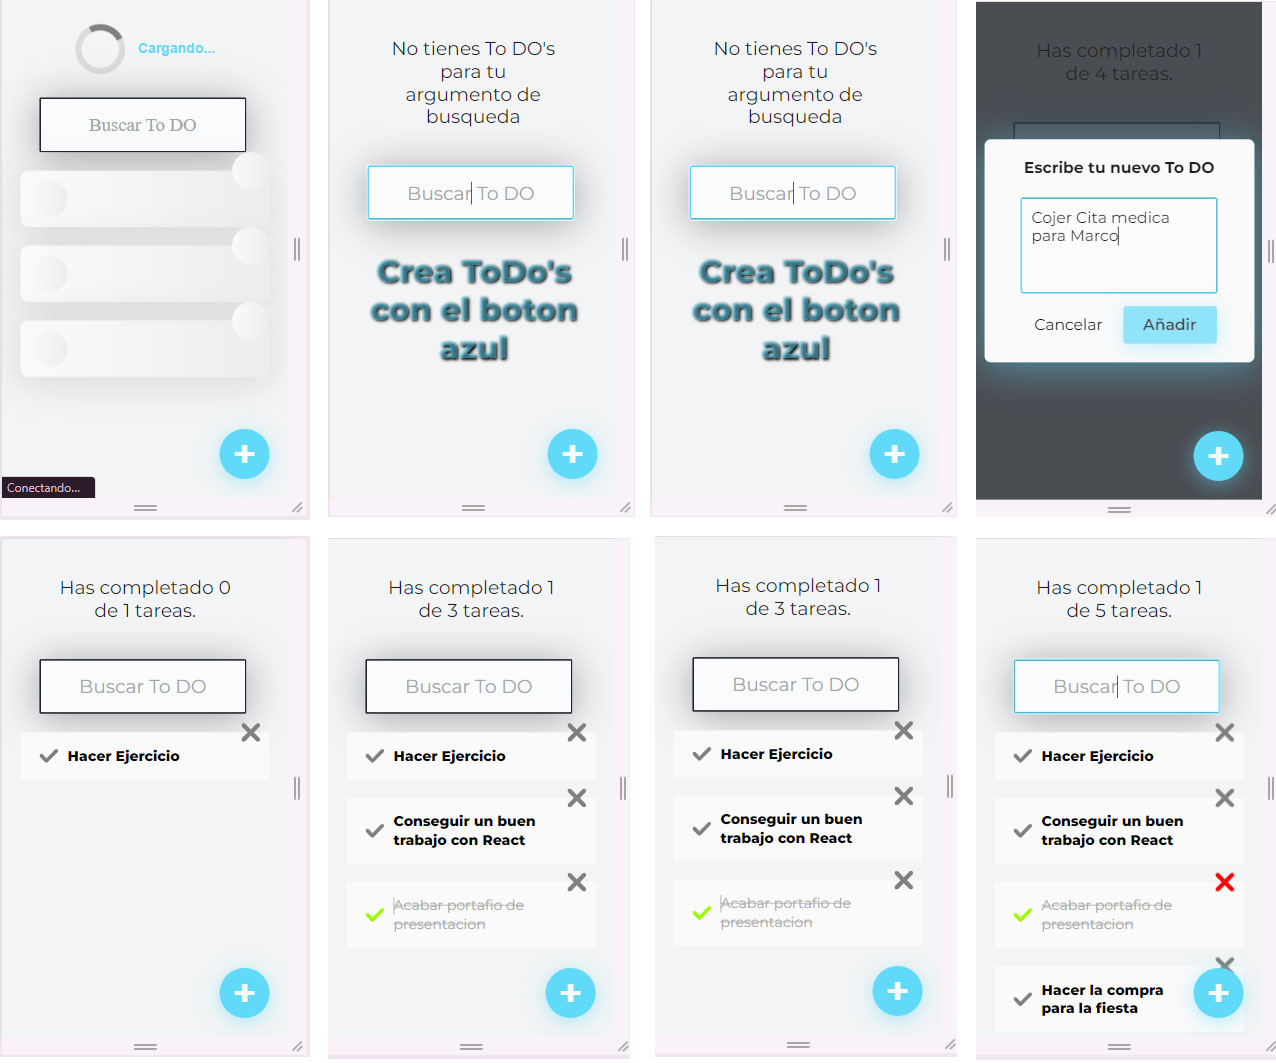 Cargando...
Buscar To DO
Conectando...
No tienes To DO's
para tu
argumento de
busqueda
Buscar To DO
Crea ToDo's
con el boton
azul
No tienes To DO's
para tu
argumento de
busqueda
Buscar To DO
Crea ToDo's
con el boton
azul
Has completado 1
de 4 tareas.
Escribe tu nuevo To DO
Cojer Cita medica
para Marco
Cancelar Añadir
Has completado 0
de 1 tareas.
Buscar To DO
Hacer Ejercicio
Has completado 1
de 3 tareas.
Buscar To DO
Hacer Ejercicio
Conseguir un buen
trabajo con React
Acabar portafio de
presentacion
Has completado 1
de 3 tareas.
Buscar To DO
Hacer Ejercicio
Conseguir un buen
trabajo con React
Acabar portafio de
presentacion
Has completado 1
de 5 tareas.
Buscar To DO
Hacer Ejercicio
Conseguir un buen
trabajo con React
Acabar portafio de
presentacion
Hacer la compra
para la fiesta